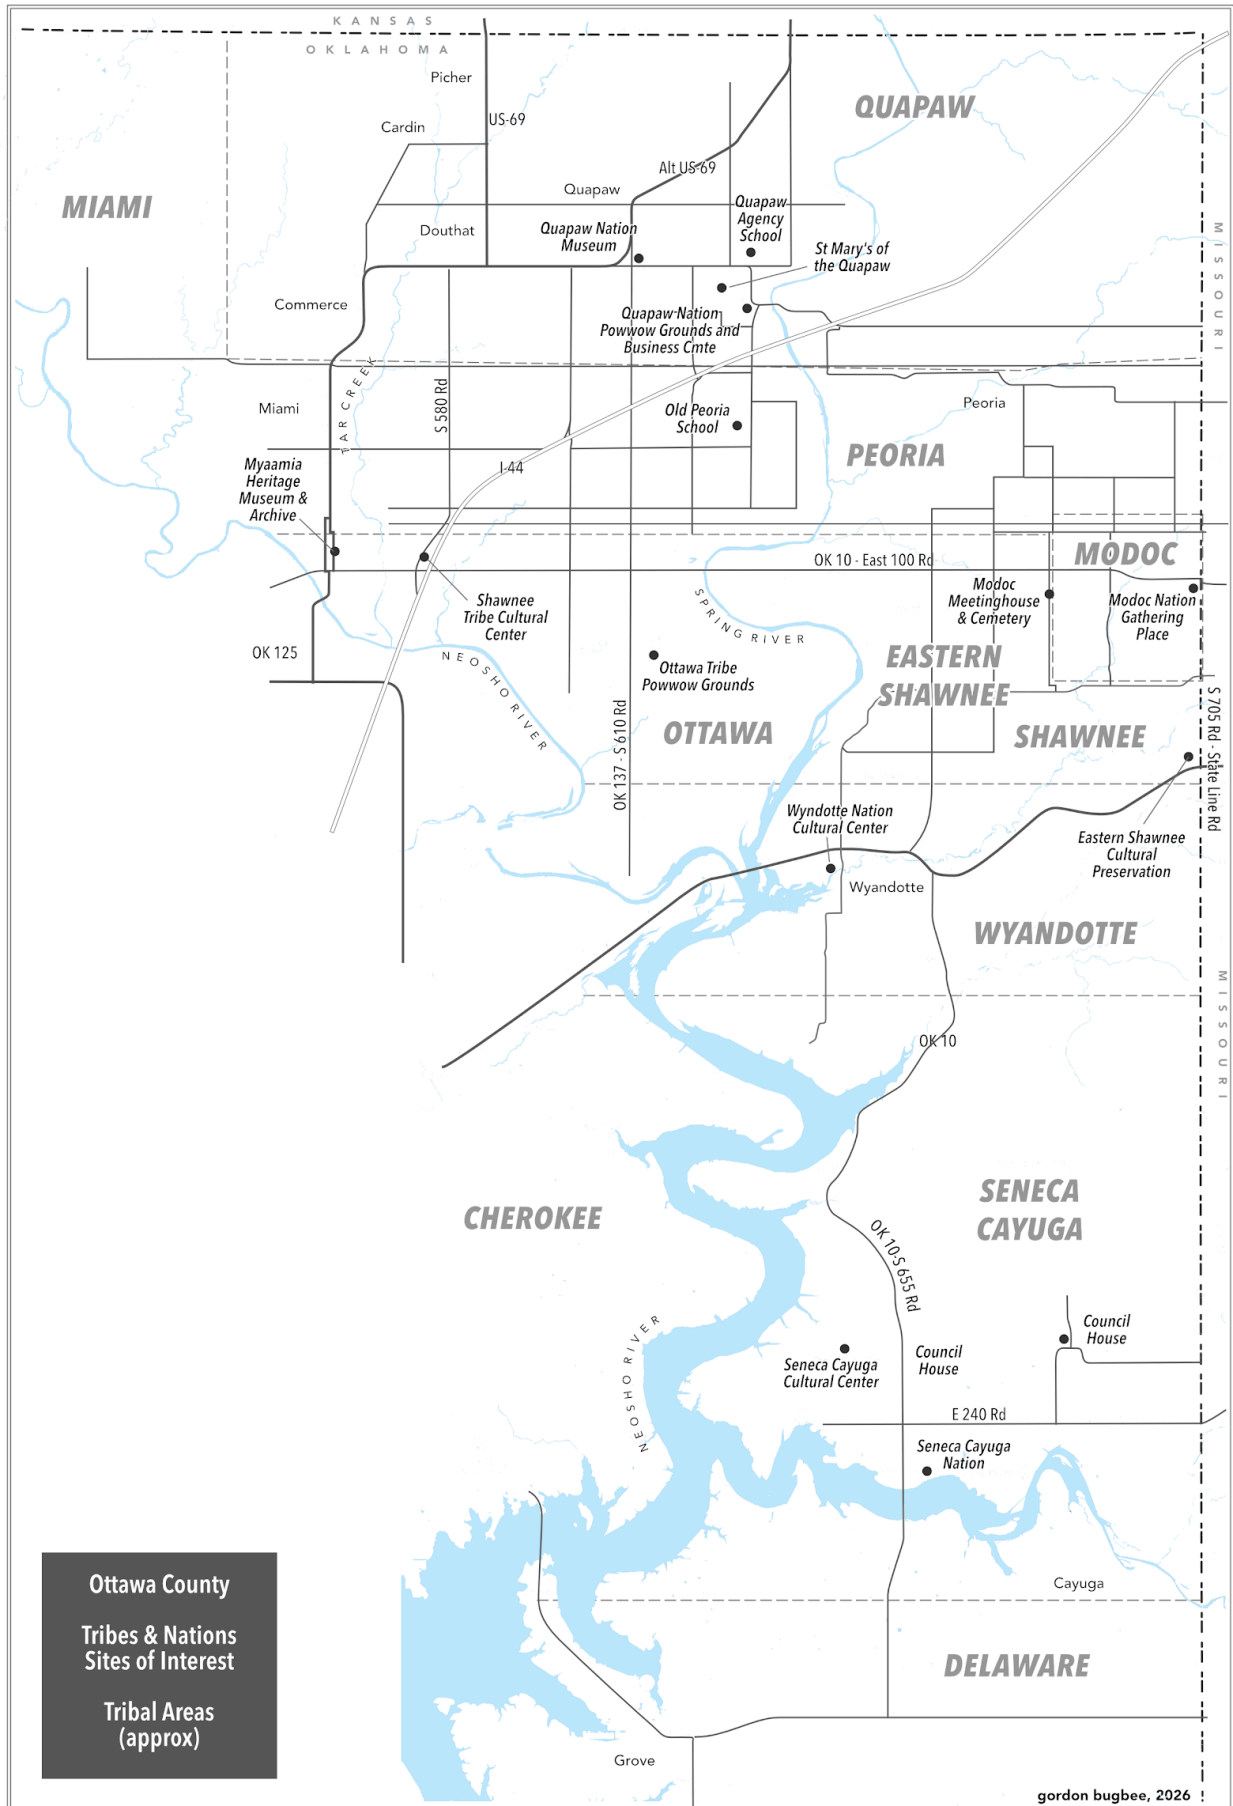 KANSAS
OKLAHOMA
Picher
US-69
Cardin
QUAPAW
Alt US-69
MIAMI
Quapaw
Quapaw
Agency
School
Douthat
Quapaw Nation
Museum
St Mary's of
the Quapaw
MISSOURI
Commerce
Quapaw Nation
Powwow Grounds and
Business Cmte
TAR CREEK
S 580 Rd
Miami
Old Peoria
School
Peoria
PEORIA
I-44
Myaamia
Heritage
Museum &
Archive
OK 10 - East 100 Rd
MODOC
Shawnee
Tribe Cultural
Center
SPRING RIVER
Modoc
Meetinghouse
& Cemetery
Modoc Nation
Gathering
Place
OK 125
NEOSHO RIVER
Ottawa Tribe
Powwow Grounds
EASTERN
SHAWNEE
OTTAWA
SHAWNEE
OK 137 - S 610 Rd
S 705 Rd - State Line Rd
Wyndotte Nation
Cultural Center
Eastern Shawnee
Cultural
Preservation
Wyandotte
WYANDOTTE
MISSOURI
OK 10
SENECA
CAYUGA
CHEROKEE
OK 10-S 655 Rd
NEOSHO RIVER
Council
House
Seneca Cayuga
Cultural Center
Council
House
E 240 Rd
Seneca Cayuga
Nation
Cayuga
Ottawa County
Tribes & Nations
Sites of Interest
Tribal Areas
(approx)
DELAWARE
Grove
gordon bugbee, 2026